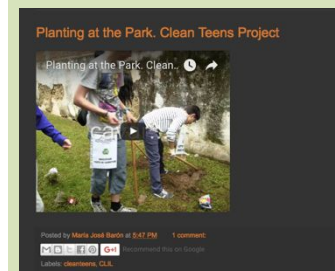 Planting at the Park. Clean Teens Project
Planting at the Park. Clean...
Posted by María José Barón at 5:47 PM 1 comment:
G+1 Recommend this on Google
Labels: cleanteens, CLIL